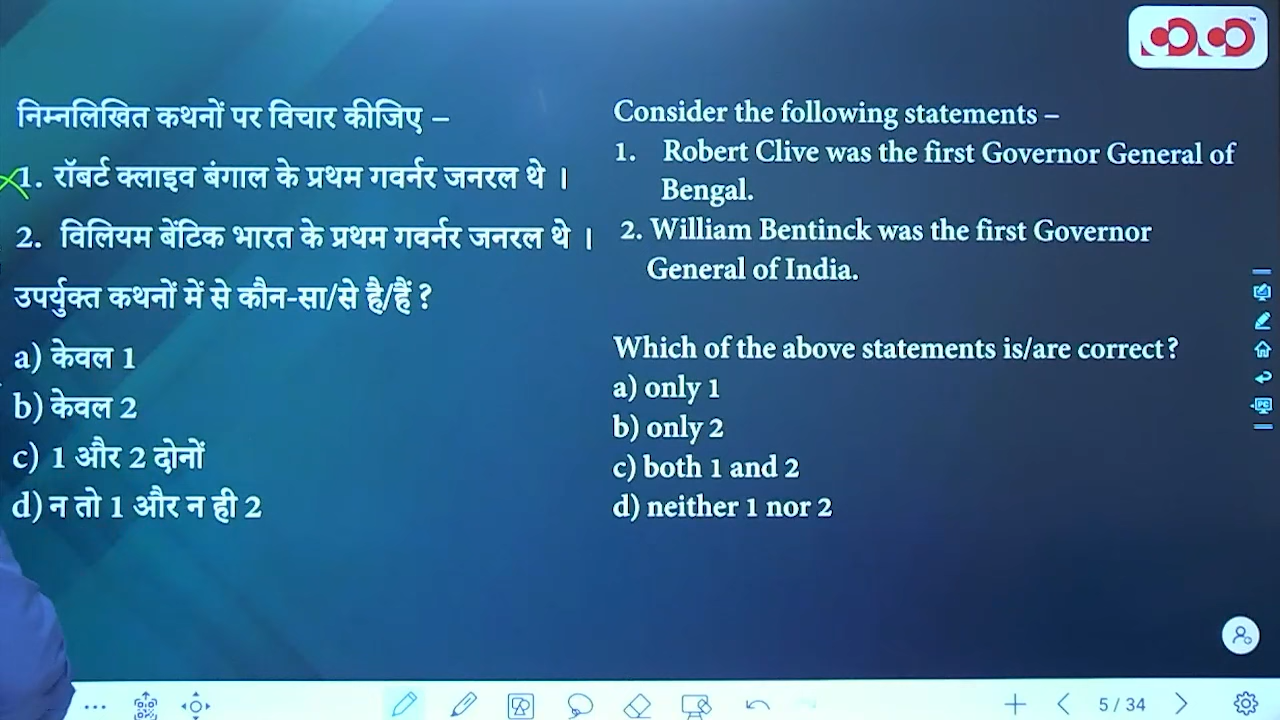 निम्नलिखित कथनों पर विचार कीजिए –
1. रॉबर्ट क्लाइव बंगाल के प्रथम गवर्नर जनरल थे ।
2. विलियम बेंटिक भारत के प्रथम गवर्नर जनरल थे ।
उपर्युक्त कथनों में से कौन-सा/से है/हैं ?
a) केवल 1
b) केवल 2
c) 1 और 2 दोनों
d) न तो 1 और न ही 2
Consider the following statements –
1. Robert Clive was the first Governor General of
Bengal.
2. William Bentinck was the first Governor
General of India.
Which of the above statements is/are correct?
a) only 1
b) only 2
c) both 1 and 2
d) neither 1 nor 2
PC
5 / 34